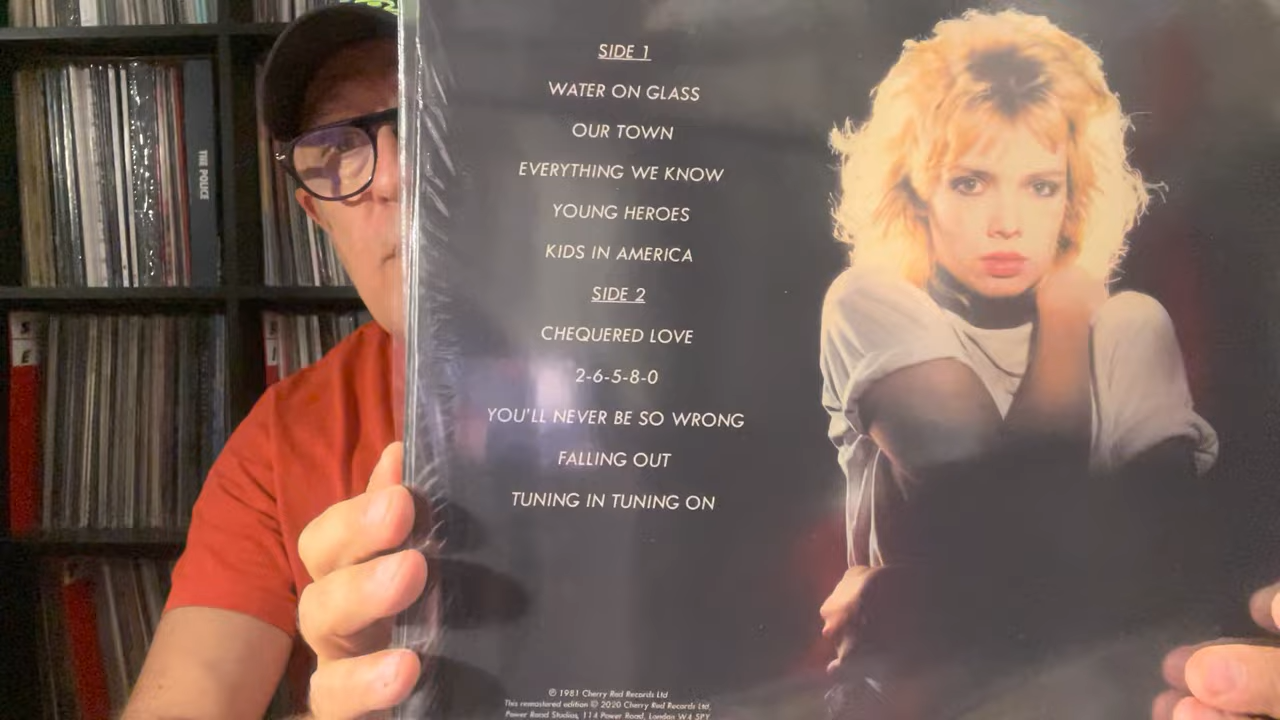 SIDE 1
WATER ON GLASS
OUR TOWN
EVERYTHING WE KNOW
YOUNG HEROES
KIDS IN AMERICA
SIDE 2
CHEQUERED LOVE
2-6-5-8-0
YOU'LL NEVER BE SO WRONG
FALLING OUT
TUNING IN TUNING ON
℗ 1981 Cherry Red Records Ltd
This remastered edition © 2020 Cherry Red Records Ltd,
Power Road Studios, 114 Power Road, London W4 5PY
THE POLICE
S
E
B
I